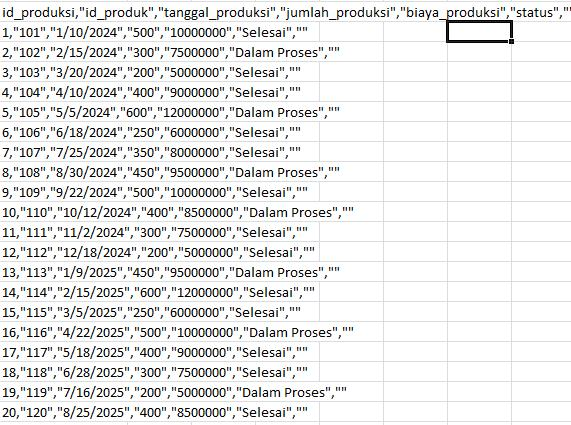 id_produksi,"id_produk","tanggal_produksi","jumlah_produksi","biaya_produksi","status",""
1,"101","1/10/2024","500","10000000","Selesai",""
2,"102","2/15/2024","300","7500000","Dalam Proses",""
3,"103","3/20/2024","200","5000000","Selesai",""
4,"104","4/10/2024","400","9000000","Selesai",""
5,"105","5/5/2024","600","12000000","Dalam Proses",""
6,"106","6/18/2024","250","6000000","Selesai",""
7,"107","7/25/2024","350","8000000","Selesai",""
8,"108","8/30/2024","450","9500000","Dalam Proses",""
9,"109","9/22/2024","500","10000000","Selesai",""
10,"110","10/12/2024","400","8500000","Dalam Proses",""
11,"111","11/2/2024","300","7500000","Selesai",""
12,"112","12/18/2024","200","5000000","Selesai",""
13,"113","1/9/2025","450","9500000","Dalam Proses",""
14,"114","2/15/2025","600","12000000","Selesai",""
15,"115","3/5/2025","250","6000000","Selesai",""
16,"116","4/22/2025","500","10000000","Dalam Proses",""
17,"117","5/18/2025","400","9000000","Selesai",""
18,"118","6/28/2025","300","7500000","Selesai",""
19,"119","7/16/2025","200","5000000","Dalam Proses",""
20,"120","8/25/2025","400","8500000","Selesai",""